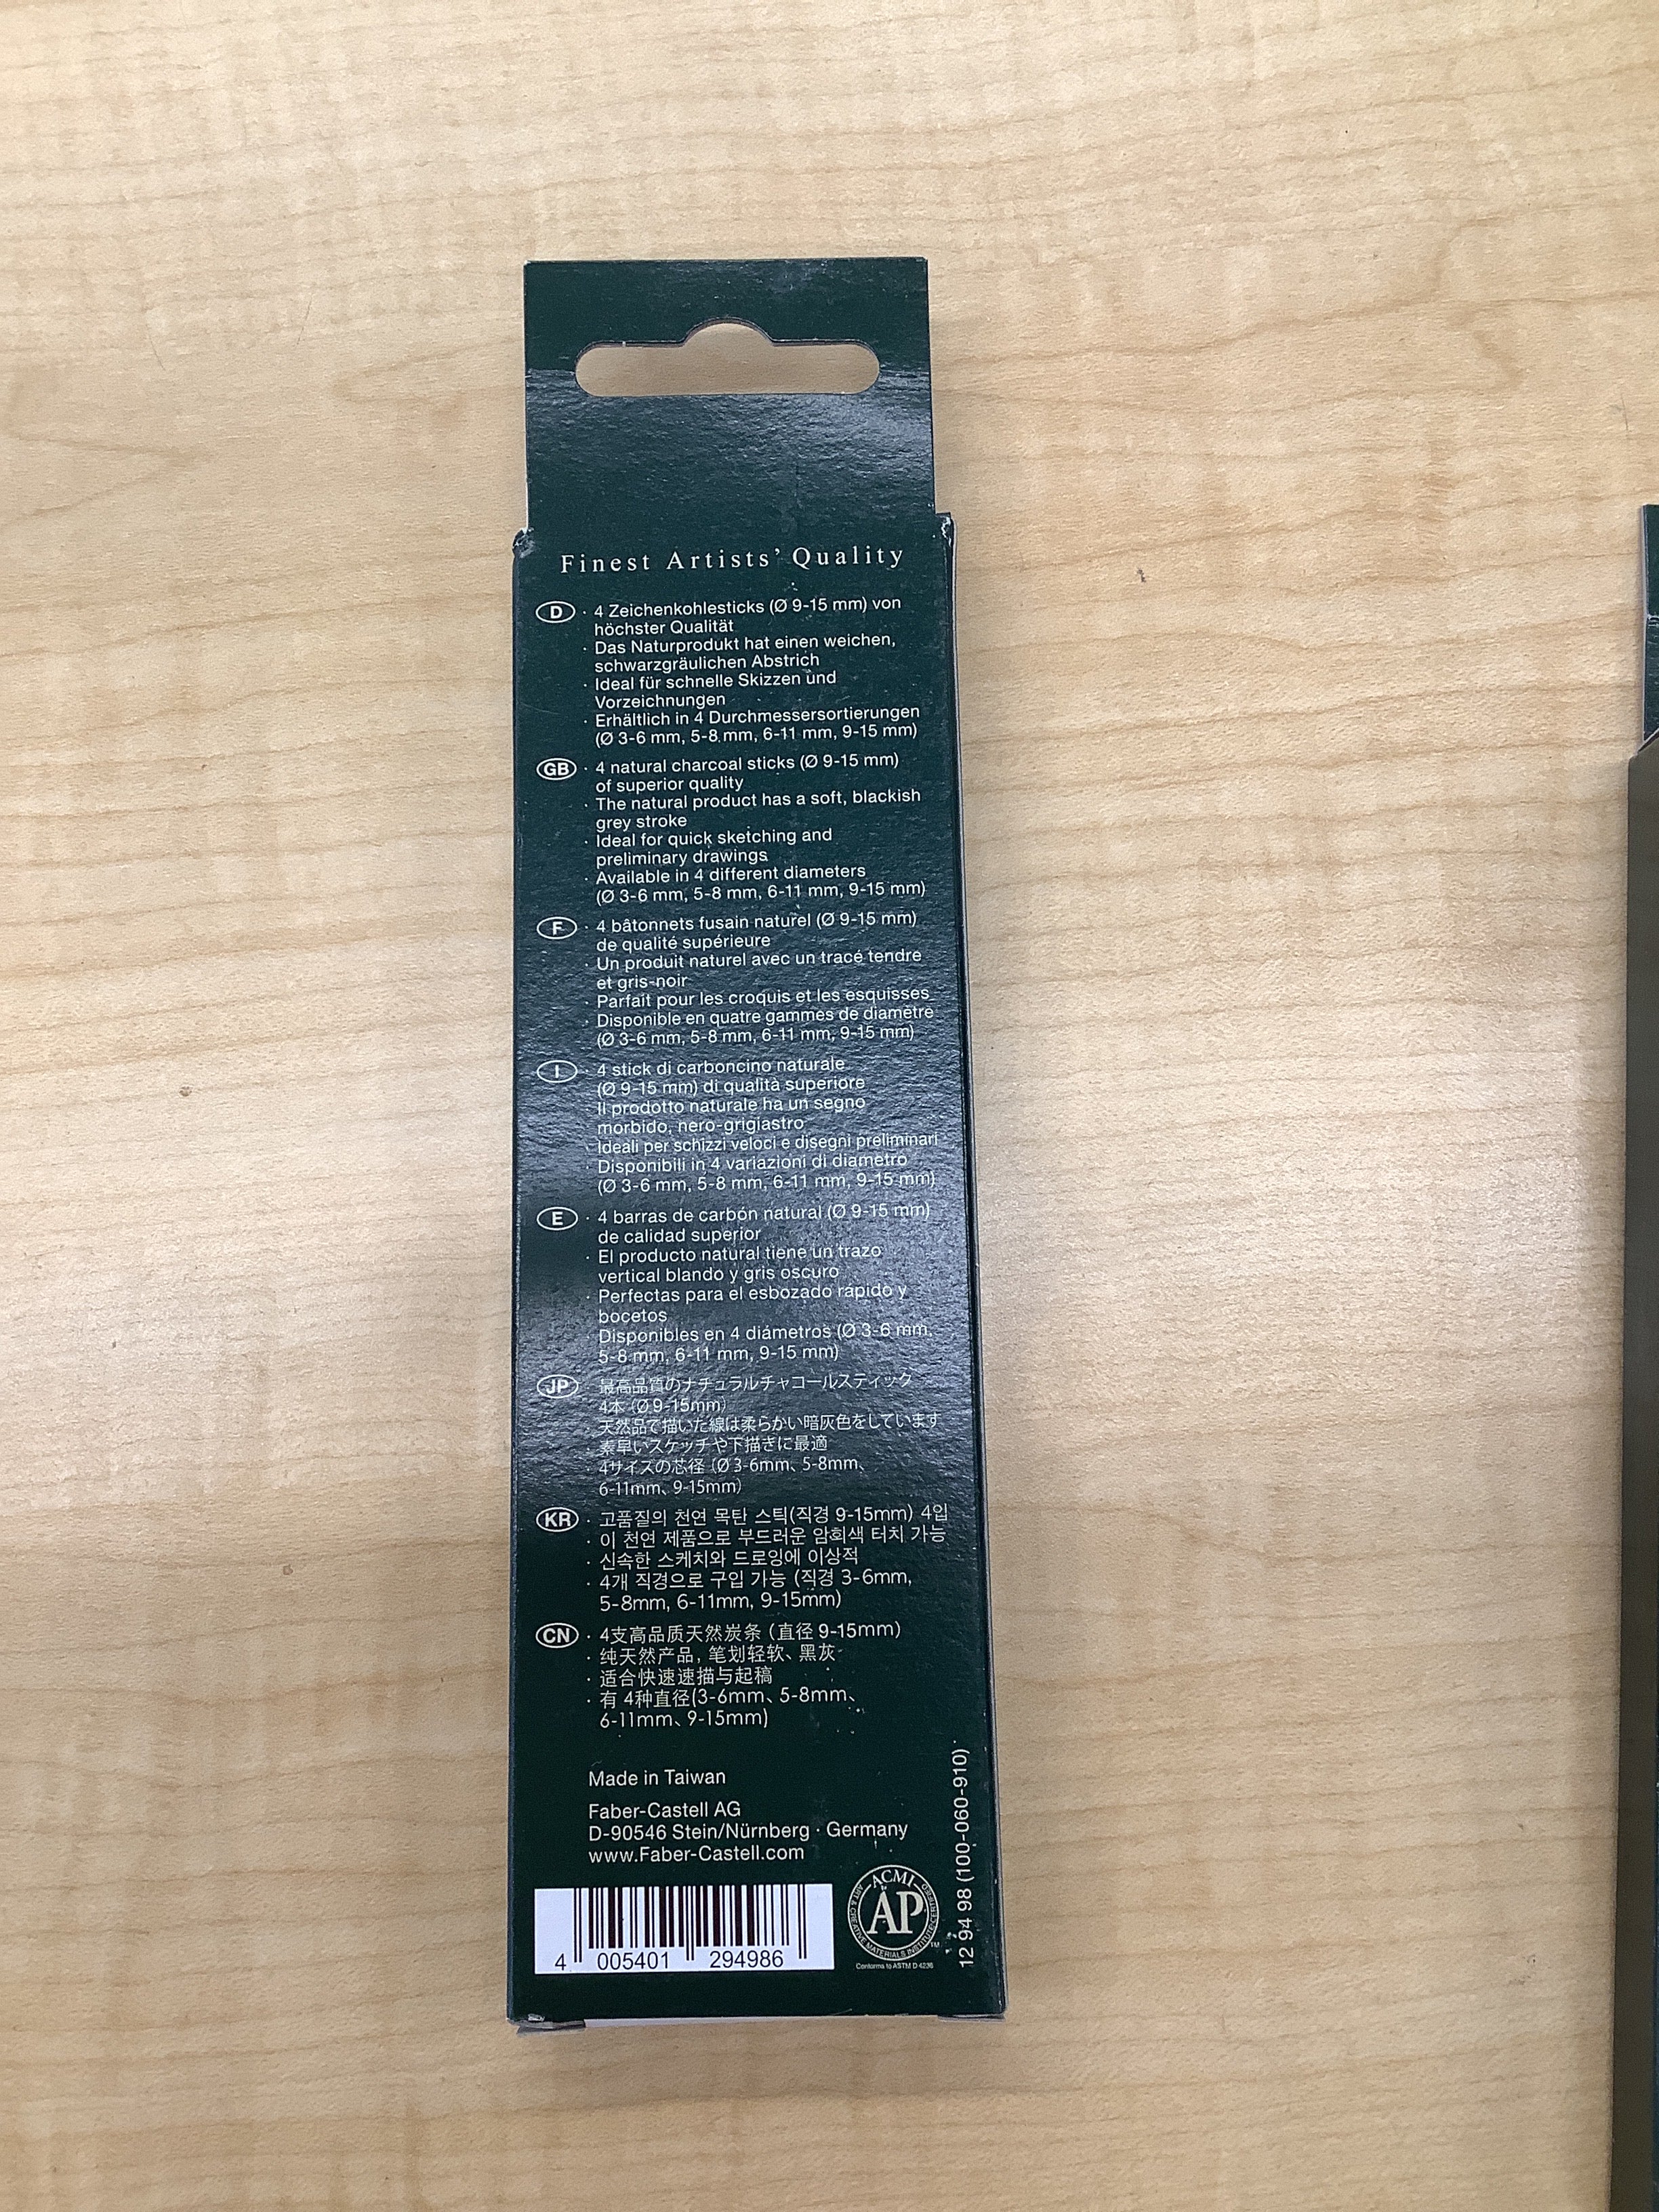 Finest Artists' Quality
D · 4 Zeichenkohlesticks (Ø 9-15 mm) von
höchster Qualität
· Das Naturprodukt hat einen weichen,
schwarzgräulichen Abstrich
· Ideal für schnelle Skizzen und
Vorzeichnungen
· Erhältlich in 4 Durchmessersortierungen
(Ø 3-6 mm, 5-8 mm, 6-11 mm, 9-15 mm)
GB · 4 natural charcoal sticks (Ø 9-15 mm)
of superior quality
· The natural product has a soft, blackish
grey stroke
· Ideal for quick sketching and
preliminary drawings
· Available in 4 different diameters
(Ø 3-6 mm, 5-8 mm, 6-11 mm, 9-15 mm)
F · 4 bâtonnets fusain naturel (Ø 9-15 mm)
de qualité supérieure
· Un produit naturel avec un tracé tendre
et gris-noir
· Parfait pour les croquis et les esquisses
· Disponible en quatre gammes de diamètre
(Ø 3-6 mm, 5-8 mm, 6-11 mm, 9-15 mm)
I · 4 stick di carboncino naturale
(Ø 9-15 mm) di qualità superiore
· Il prodotto naturale ha un segno
morbido, nero-grigiastro
· Ideali per schizzi veloci e disegni preliminari
· Disponibili in 4 variazioni di diametro
(Ø 3-6 mm, 5-8 mm, 6-11 mm, 9-15 mm)
E · 4 barras de carbón natural (Ø 9-15 mm)
de calidad superior
· El producto natural tiene un trazo
vertical blando y gris oscuro
· Perfectas para el esbozado rápido y
bocetos
· Disponibles en 4 diámetros (Ø 3-6 mm,
5-8 mm, 6-11 mm, 9-15 mm)
JP · 最高品質のナチュラルチャコールスティック
4本 (Ø 9-15mm)
· 天然品で描いた線は柔らかい暗灰色をしています
· 素早いスケッチや下描きに最適
· 4サイズの芯径 (Ø 3-6mm、5-8mm、
6-11mm、9-15mm)
KR · 고품질의 천연 목탄 스틱(직경 9-15mm) 4입
· 이 천연 제품으로 부드러운 암회색 터치 가능
· 신속한 스케치와 드로잉에 이상적
· 4개 직경으로 구입 가능 (직경 3-6mm,
5-8mm, 6-11mm, 9-15mm)
CN · 4支高品质天然炭条 (直径 9-15mm)
· 纯天然产品, 笔划轻软、黑灰
· 适合快速速描与起稿
· 有 4种直径(3-6mm、5-8mm、
6-11mm、9-15mm)
Made in Taiwan
Faber-Castell AG
D-90546 Stein/Nürnberg · Germany
www.Faber-Castell.com
4 005401 294986
ACMI
AP
ART & CREATIVE MATERIALS INSTITUTE CERTIFIED
TM
Conforms to ASTM D 4236
12 94 98 (100-060-910)